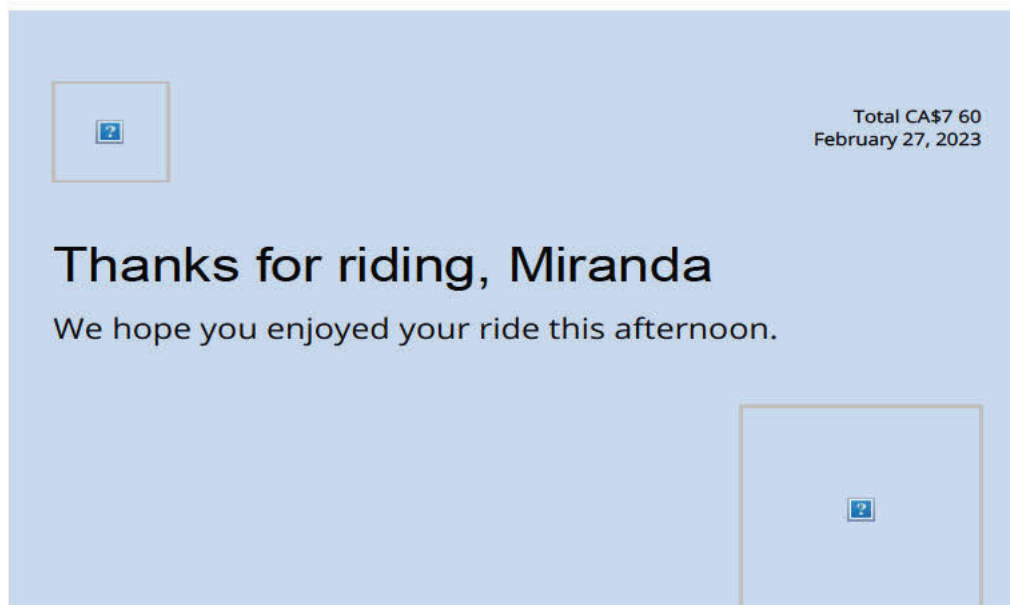 Total CA$7 60
February 27, 2023
Thanks for riding, Miranda
We hope you enjoyed your ride this afternoon.